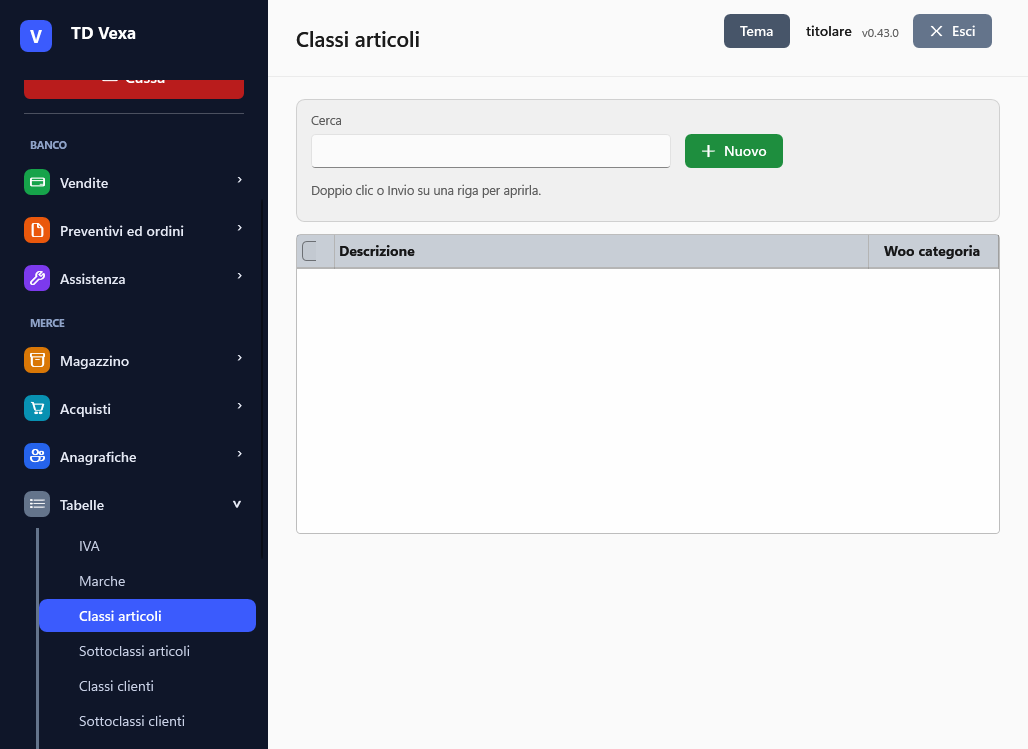 V
TD Vexa
Cassa
BANCO
Vendite
Preventivi ed ordini
Assistenza
MERCE
Magazzino
Acquisti
Anagrafiche
Tabelle
IVA
Marche
Classi articoli
Sottoclassi articoli
Classi clienti
Sottoclassi clienti
Classi articoli
Tema
titolare
v0.43.0
Esci
Cerca
Nuovo
Doppio clic o Invio su una riga per aprirla.
Descrizione
Woo categoria